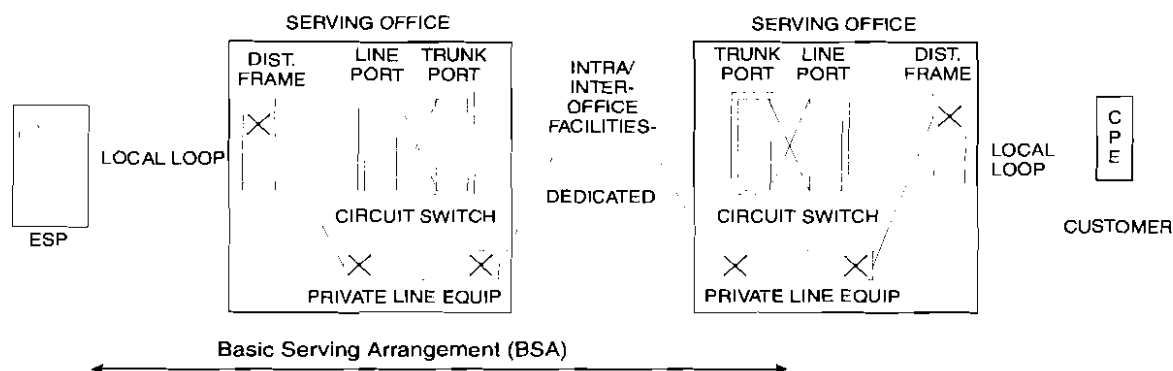 SERVING OFFICE
SERVING OFFICE
DIST. FRAME
LINE PORT
TRUNK PORT
INTRA/
INTER-
OFFICE
FACILITIES-
DEDICATED
TRUNK PORT
LINE PORT
DIST. FRAME
LOCAL LOOP
LOCAL
LOOP
C
P
E
ESP
CIRCUIT SWITCH
CIRCUIT SWITCH
CUSTOMER
PRIVATE LINE EQUIP
PRIVATE LINE EQUIP
Basic Serving Arrangement (BSA)